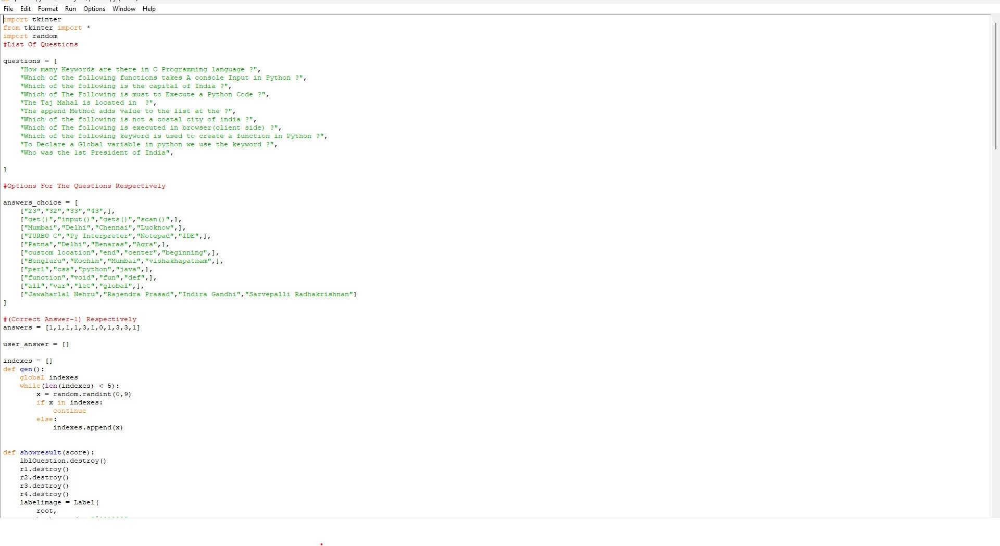 File Edit Format Run Options Window Help
import tkinter
from tkinter import *
import random
#List Of Questions
questions = [
"How many Keywords are there in C Programming language ?",
"Which of the following functions takes A console Input in Python ?",
"Which of the following is the capital of India ?",
"Which of The Following is must to Execute a Python Code ?",
"The Taj Mahal is located in  ?",
"The append Method adds value to the list at the ?",
"Which of the following is not a costal city of india ?",
"Which of The following is executed in browser(client side) ?",
"Which of the following keyword is used to create a function in Python ?",
"To Declare a Global variable in python we use the keyword ?",
"Who was the 1st President of India",
]
#Options For The Questions Respectively
answers_choice = [
["23","32","33","43",],
["get()","input()","gets()","scan()",],
["Mumbai","Delhi","Chennai","Lucknow",],
["TURBO C","Py Interpreter","Notepad","IDE",],
["Patna","Delhi","Benaras","Agra",],
["custom location","end","center","beginning",],
["Bengluru","Kochin","Mumbai","vishakhapatnam",],
["perl","css","python","java",],
["function","void","fun","def",],
["all","var","let","global",],
["Jawaharlal Nehru","Rajendra Prasad","Indira Gandhi","Sarvepalli Radhakrishnan"]
]
#(Correct Answer-1) Respectively
answers = [1,1,1,1,3,1,0,1,3,3,1]
user_answer = []
indexes = []
def gen():
global indexes
while(len(indexes) < 5):
x = random.randint(0,9)
if x in indexes:
continue
else:
indexes.append(x)
def showresult(score):
lblQuestion.destroy()
r1.destroy()
r2.destroy()
r3.destroy()
r4.destroy()
labelimage = Label(
root,